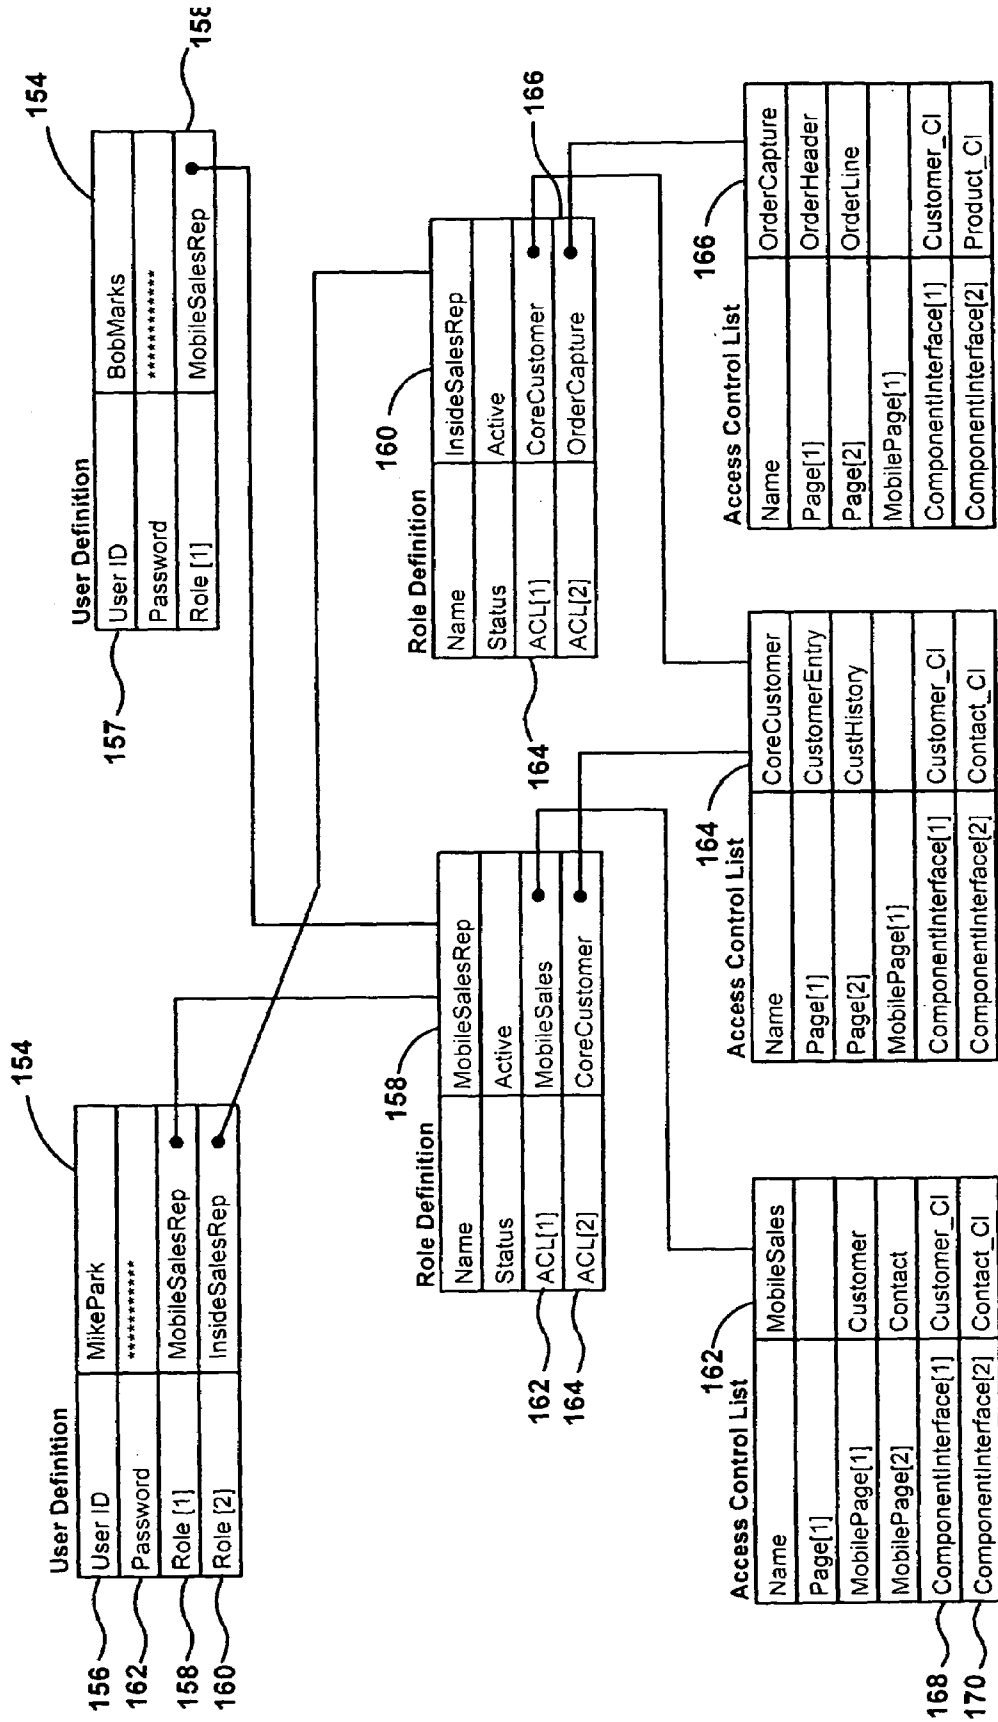 User Definition
154
156 User ID MikePark
162 Password **********
158 Role [1] MobileSalesRep
160 Role [2] InsideSalesRep
User Definition
154
157 User ID BobMarks
Password ***********
Role [1] MobileSalesRep 158
Role Definition
158
Name MobileSalesRep
Status Active
162 ACL[1] MobileSales
164 ACL[2] CoreCustomer
Role Definition
160
Name InsideSalesRep
Status Active
164 ACL[1] CoreCustomer
ACL[2] OrderCapture
166
Access Control List
162
Name MobileSales
Page[1]
MobilePage[1] Customer
MobilePage[2] Contact
168 ComponentInterface[1] Customer_CI
170 ComponentInterface[2] Contact_CI
Access Control List
164
Name CoreCustomer
Page[1] CustomerEntry
Page[2] CustHistory
MobilePage[1]
ComponentInterface[1] Customer_CI
ComponentInterface[2] Contact_CI
Access Control List
166
Name OrderCapture
Page[1] OrderHeader
Page[2] OrderLine
MobilePage[1]
ComponentInterface[1] Customer_CI
ComponentInterface[2] Product_CI